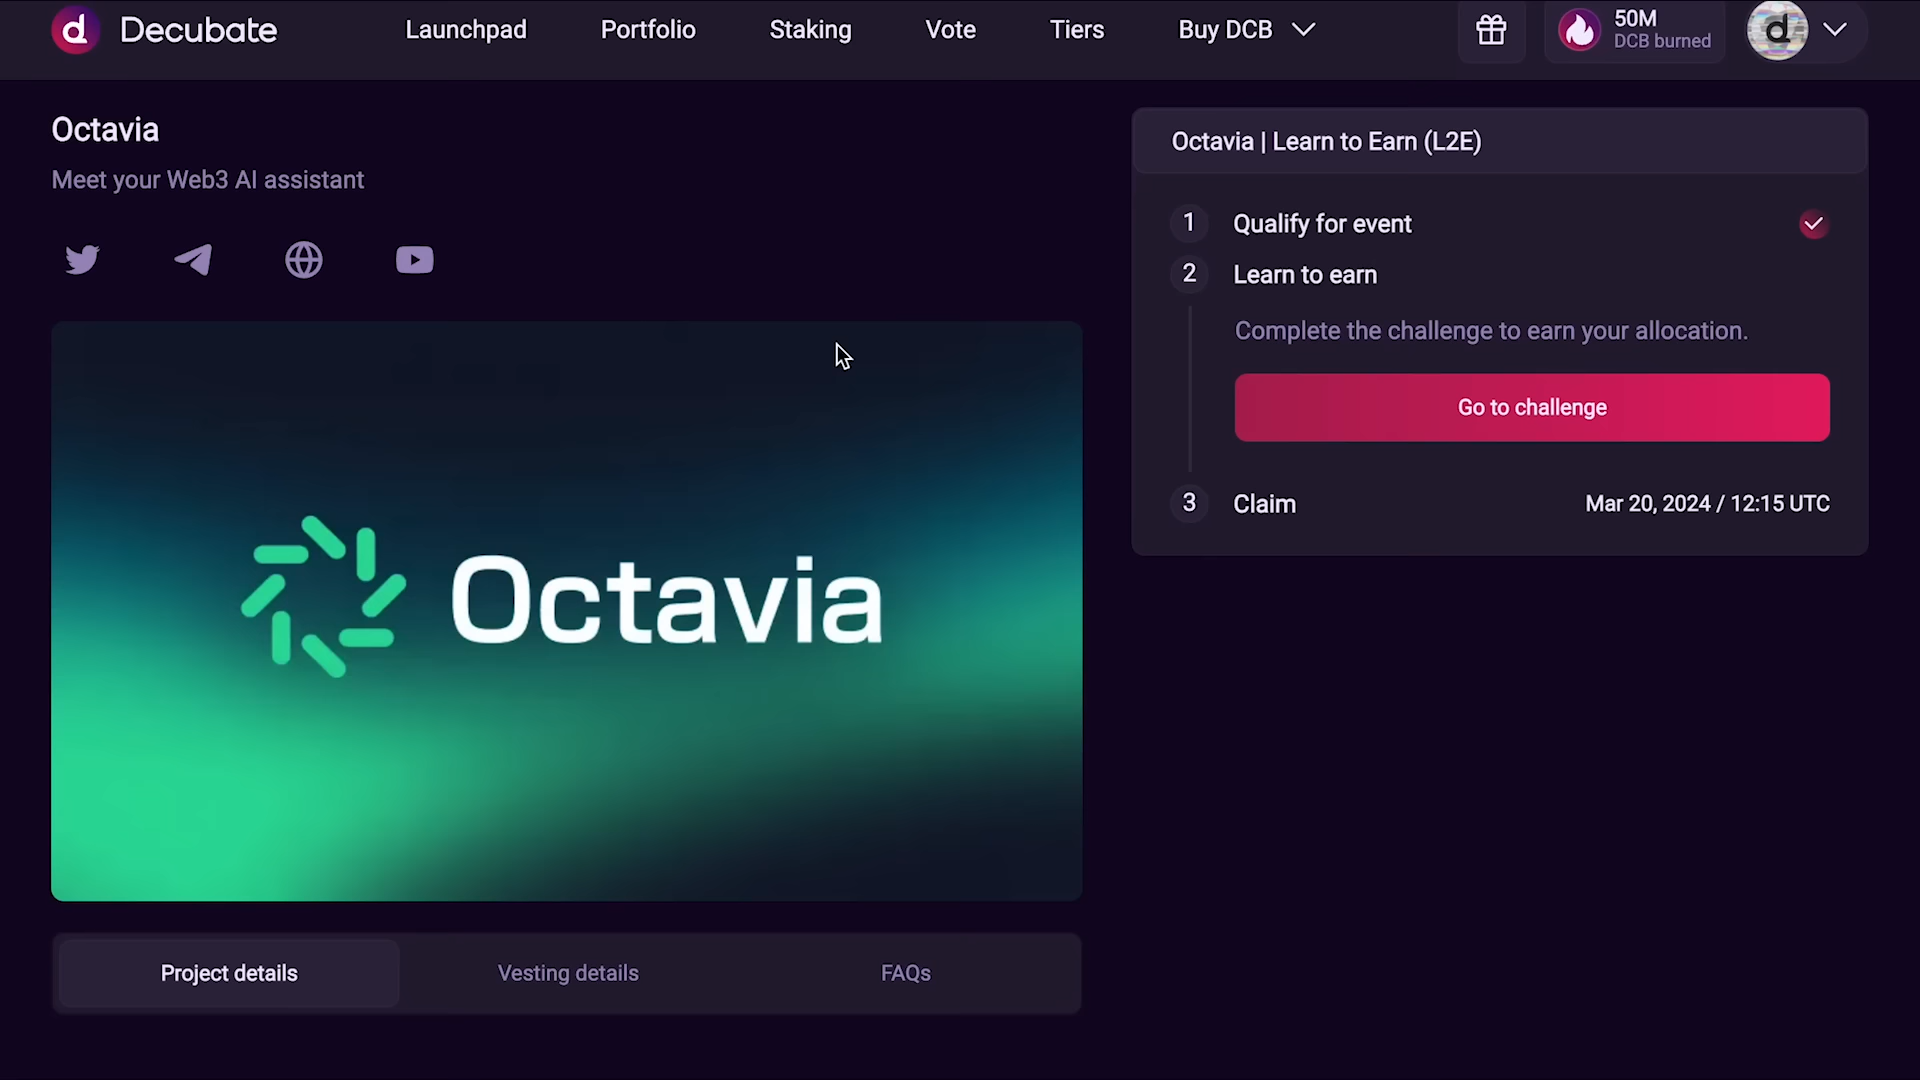 Decubate
Launchpad
Portfolio
Staking
Vote
Tiers
Buy DCB
50M
DCB burned
Octavia
Meet your Web3 AI assistant
Octavia
Project details
Vesting details
FAQs
Octavia | Learn to Earn (L2E)
1 Qualify for event
2 Learn to earn
Complete the challenge to earn your allocation.
Go to challenge
3 Claim Mar 20, 2024 / 12:15 UTC